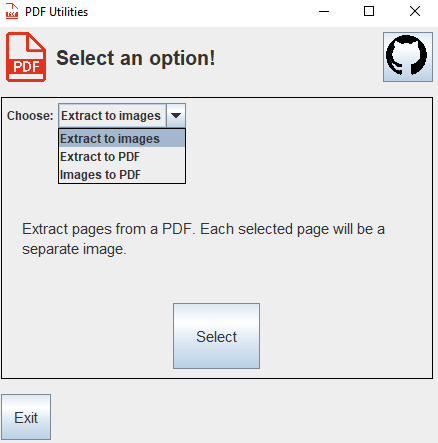 PDF Utilities
PDF
Select an option!
Choose: Extract to images
Extract to images
Extract to PDF
Images to PDF
Extract pages from a PDF. Each selected page will be a
separate image.
Select
Exit